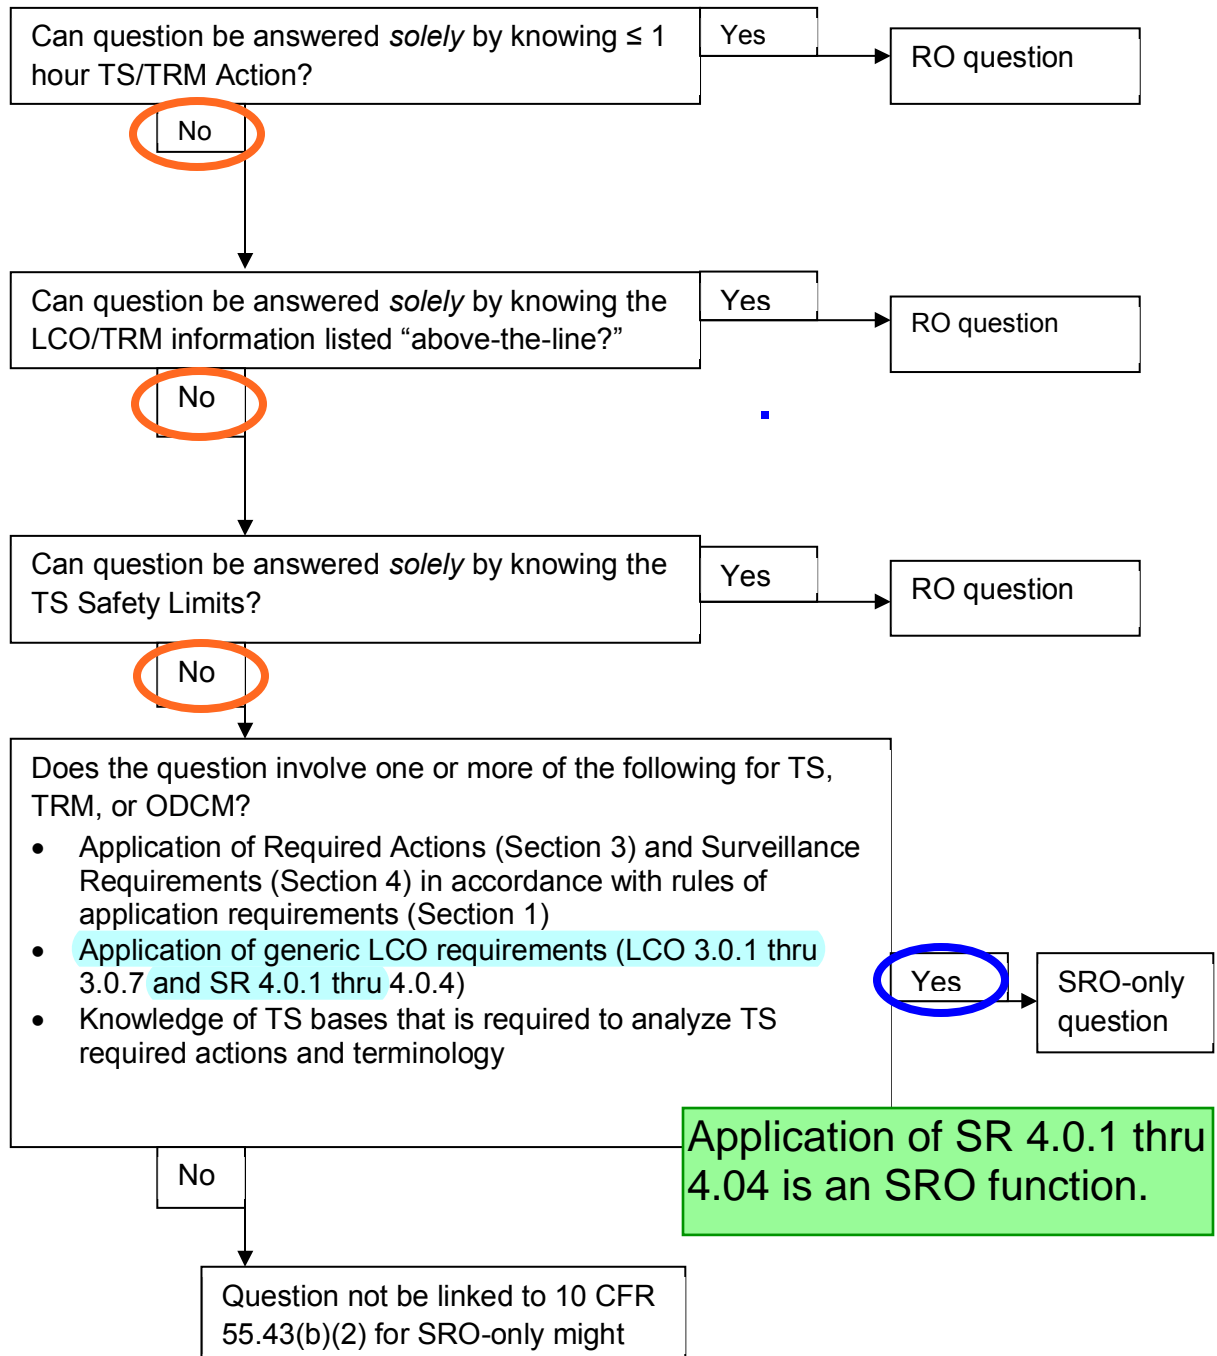 Can question be answered solely by knowing ≤ 1
hour TS/TRM Action?
Yes
RO question
No
Can question be answered solely by knowing the
LCO/TRM information listed “above-the-line?”
Yes
RO question
No
Can question be answered solely by knowing the
TS Safety Limits?
Yes
RO question
No
Does the question involve one or more of the following for TS,
TRM, or ODCM?
• Application of Required Actions (Section 3) and Surveillance
Requirements (Section 4) in accordance with rules of
application requirements (Section 1)
• Application of generic LCO requirements (LCO 3.0.1 thru
3.0.7 and SR 4.0.1 thru 4.0.4)
• Knowledge of TS bases that is required to analyze TS
required actions and terminology
Yes
SRO-only
question
Application of SR 4.0.1 thru
4.04 is an SRO function.
No
Question not be linked to 10 CFR
55.43(b)(2) for SRO-only might